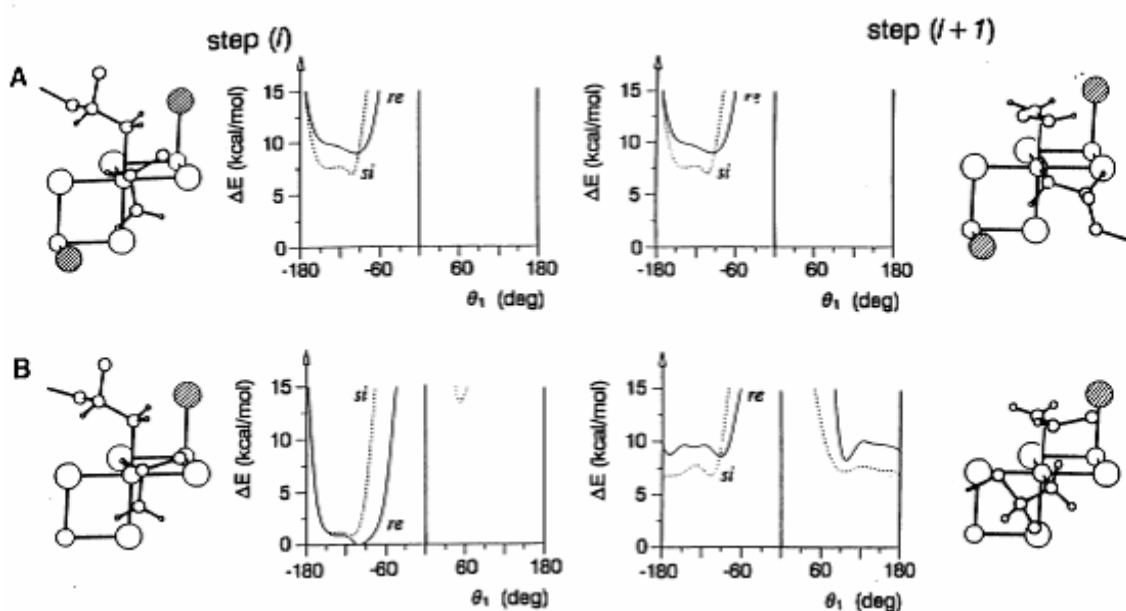 step (i)
step (i + 1)
A
ΔE (kcal/mol)
15
10
5
0
re
si
-180
-60
60
180
θ₁ (deg)
ΔE (kcal/mol)
15
10
5
0
si
-180
-60
60
180
θ₁ (deg)
B
ΔE (kcal/mol)
15
10
5
0
si
re
-180
-60
60
180
θ₁ (deg)
ΔE (kcal/mol)
15
10
5
0
re
si
-180
-60
60
180
θ₁ (deg)